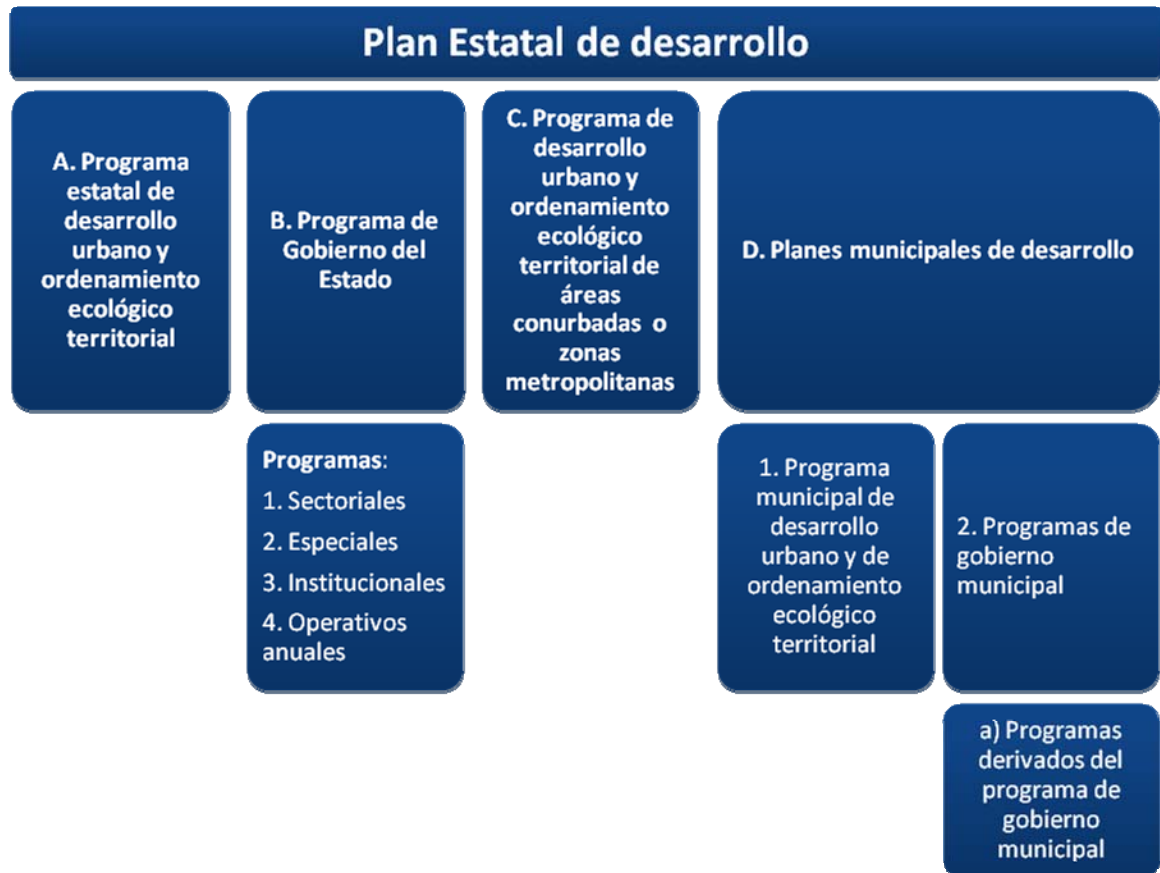 Plan Estatal de desarrollo
A. Programa
estatal de
desarrollo
urbano y
ordenamiento
ecológico
territorial
B. Programa de
Gobierno del
Estado
C. Programa de
desarrollo
urbano y
ordenamiento
ecológico
territorial de
áreas
conurbadas o
zonas
metropolitanas
D. Planes municipales de desarrollo
Programas:
1. Sectoriales
2. Especiales
3. Institucionales
4. Operativos
anuales
1. Programa
municipal de
desarrollo
urbano y de
ordenamiento
ecológico
territorial
2. Programas de
gobierno
municipal
a) Programas
derivados del
programa de
gobierno
municipal